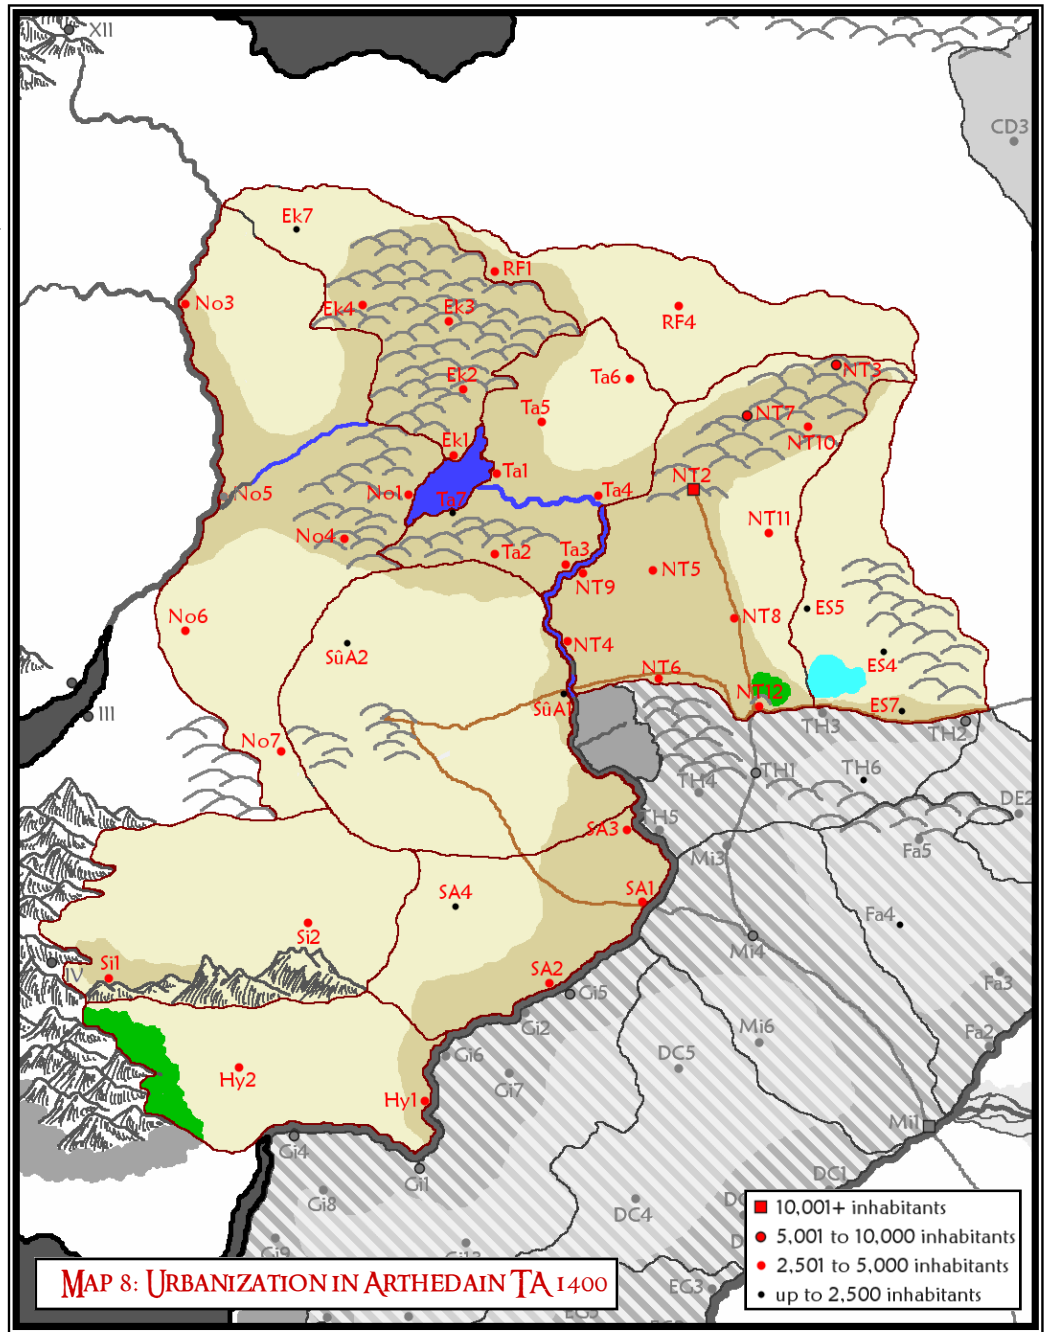 XII
CD3
Ek7
RF1
No3
Ek4
Ek3
RF4
Ek2
Ta6
NT3
Ta5
NT7
NT10
Ek1
Ta1
NT2
No5
No1
Ta7
Ta4
NT11
No4
Ta2
Ta3
NT9
NT5
ES5
No6
NT8
SûA2
NT4
ES4
NT6
NT12
SûA1
ES7
III
TH3
TH2
No7
TH4
TH1
TH6
DE2
SA3
TH5
Mi3
Fa5
SA4
SA1
Fa4
Si2
Mi4
Si1
IV
SA2
Gi5
Fa3
Gi2
Mi6
Fa2
Gi6
DC5
Hy2
Gi7
Hy1
Mi1
Gi4
Gi1
DC1
Gi8
DC4
Gi9
EG3
10,001+ inhabitants
5,001 to 10,000 inhabitants
2,501 to 5,000 inhabitants
up to 2,500 inhabitants
Map 8: Urbanization in Arthedain TA 1400